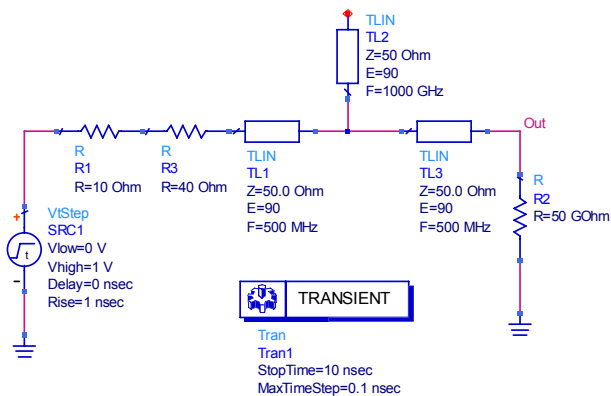 TLIN
TL2
Z=50 Ohm
E=90
F=1000 GHz
R
R1
R=10 Ohm
R
R3
R=40 Ohm
TLIN
TL1
Z=50.0 Ohm
E=90
F=500 MHz
TLIN
TL3
Z=50.0 Ohm
E=90
F=500 MHz
Out
R
R2
R=50 GOhm
+
t
-
VtStep
SRC1
Vlow=0 V
Vhigh=1 V
Delay=0 nsec
Rise=1 nsec
TRANSIENT
Tran
Tran1
StopTime=10 nsec
MaxTimeStep=0.1 nsec